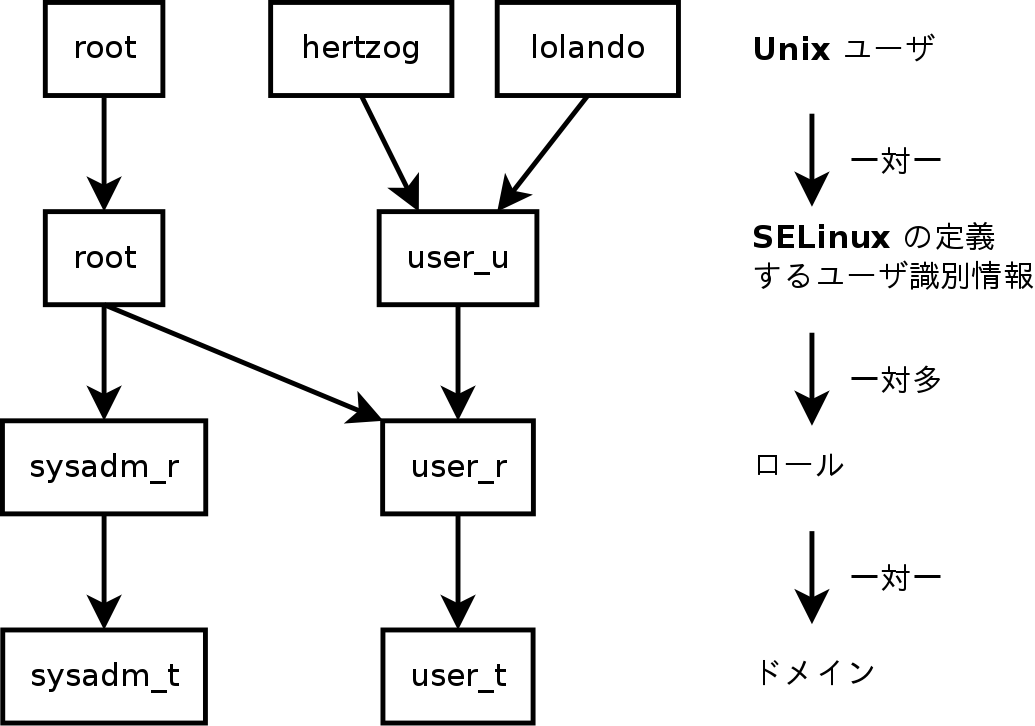 root
hertzog
lolando
Unix ユーザ
一対一
root
user_u
SELinux の定義
するユーザ識別情報
一対多
sysadm_r
user_r
ロール
一対一
sysadm_t
user_t
ドメイン